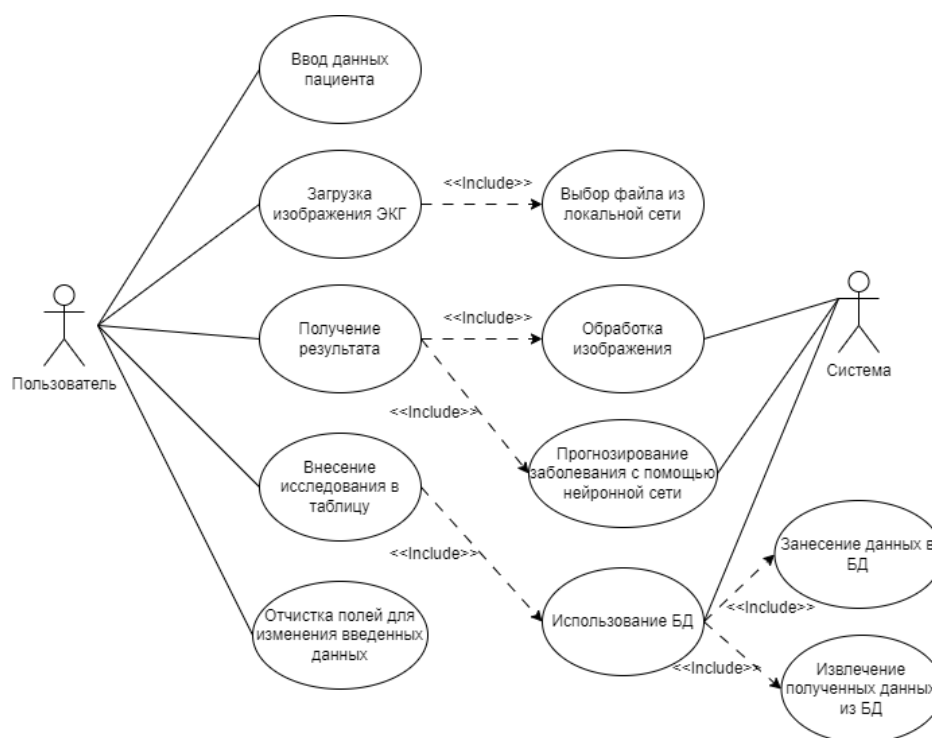 Ввод данных
пациента
Загрузка
изображения ЭКГ
<<Include>>
Выбор файла из
локальной сети
Пользователь
Получение
результата
<<Include>>
Обработка
изображения
Система
<<Include>>
Прогнозирование
заболевания с помощью
нейронной сети
Внесение
исследования в
таблицу
<<Include>>
Занесение данных в
БД
<<Include>>
Отчистка полей для
изменения введенных
данных
Использование БД
<<Include>>
Извлечение
полученных данных
из БД